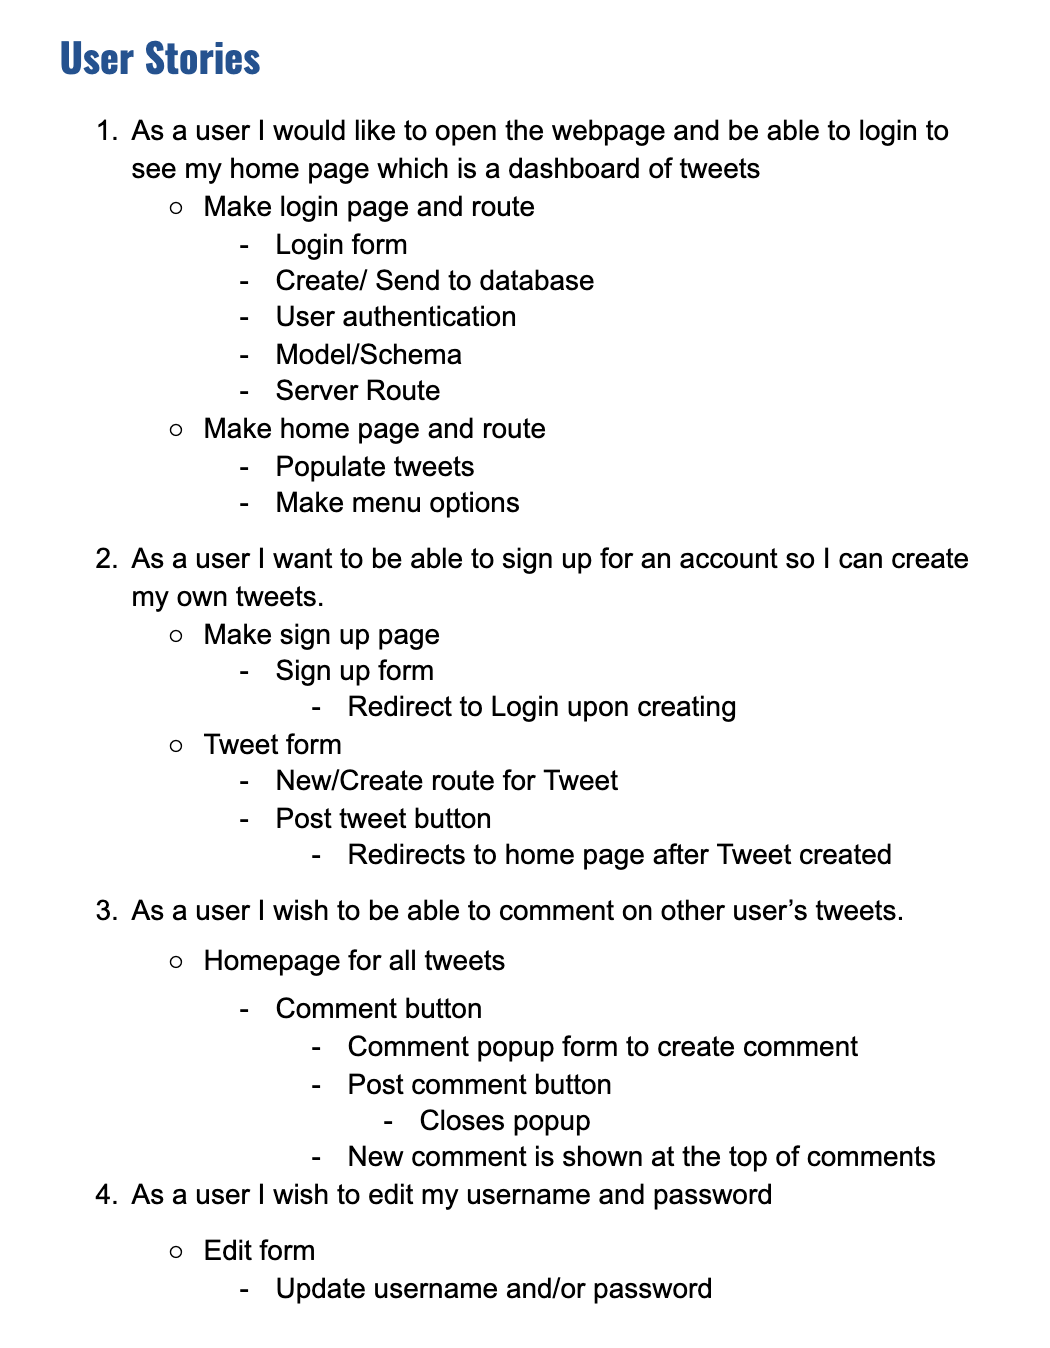 User Stories
1. As a user I would like to open the webpage and be able to login to
see my home page which is a dashboard of tweets
○ Make login page and route
- Login form
- Create/ Send to database
- User authentication
- Model/Schema
- Server Route
○ Make home page and route
- Populate tweets
- Make menu options
2. As a user I want to be able to sign up for an account so I can create
my own tweets.
○ Make sign up page
- Sign up form
- Redirect to Login upon creating
○ Tweet form
- New/Create route for Tweet
- Post tweet button
- Redirects to home page after Tweet created
3. As a user I wish to be able to comment on other user’s tweets.
○ Homepage for all tweets
- Comment button
- Comment popup form to create comment
- Post comment button
- Closes popup
- New comment is shown at the top of comments
4. As a user I wish to edit my username and password
○ Edit form
- Update username and/or password